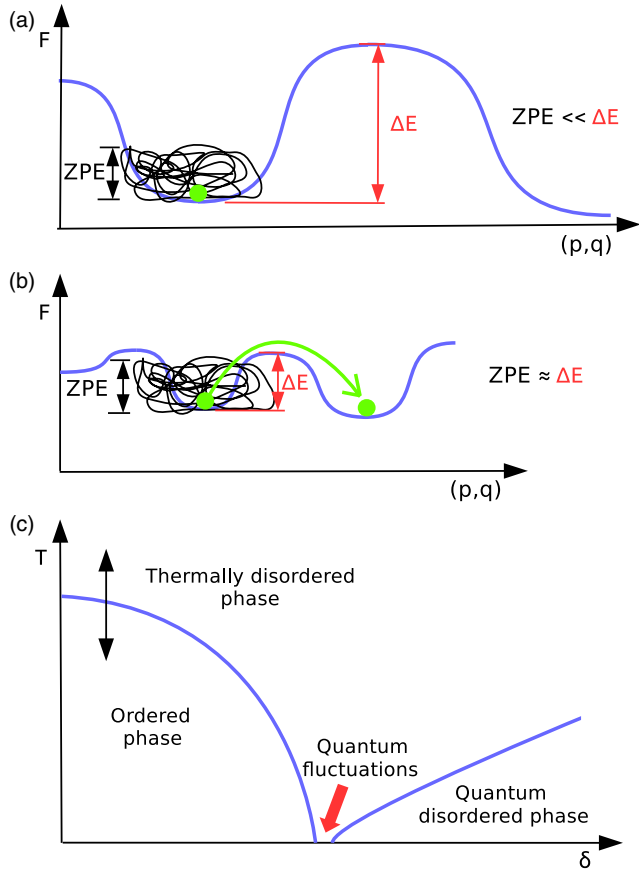 (a)
F
ZPE
ΔE
ZPE << ΔE
(p,q)
(b)
F
ZPE
ΔE
ZPE ≈ ΔE
(p,q)
(c)
T
Thermally disordered
phase
Ordered
phase
Quantum
fluctuations
Quantum
disordered phase
δ